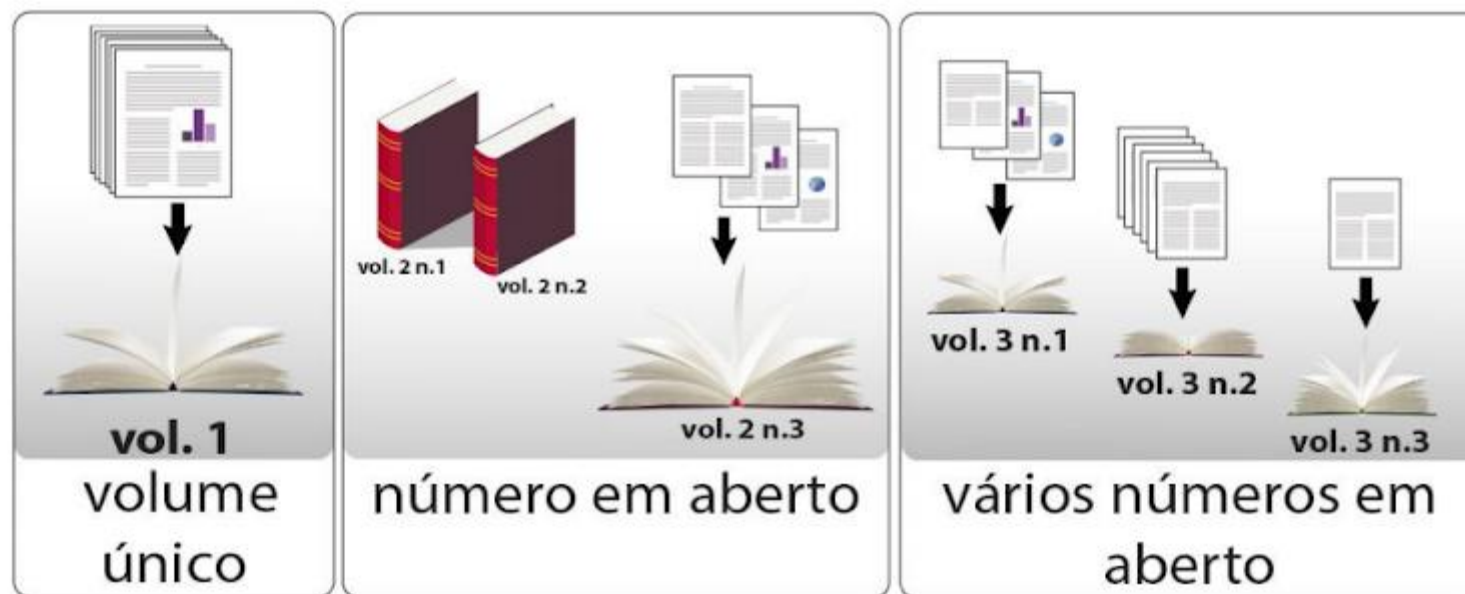 vol. 1
volume
único
vol. 2 n.1
vol. 2 n.2
vol. 2 n.3
número em aberto
vol. 3 n.1
vol. 3 n.2
vol. 3 n.3
vários números em
aberto